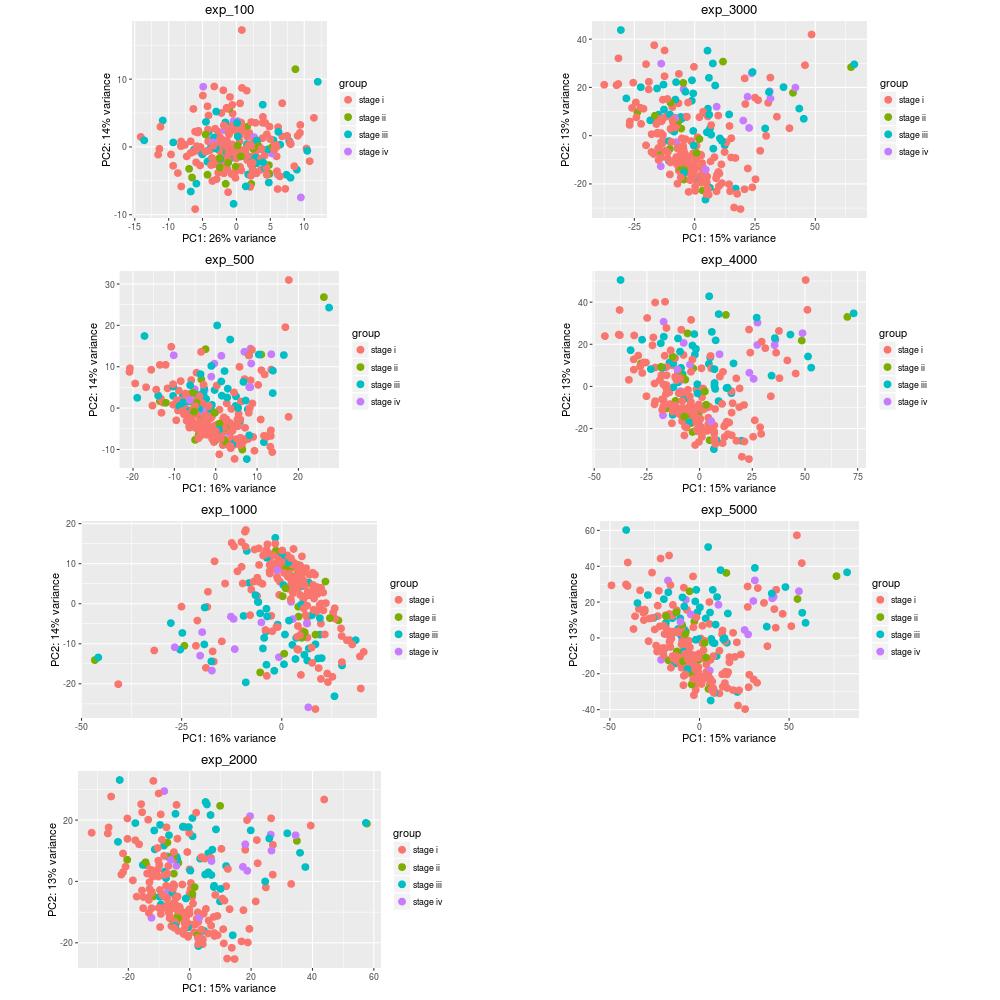 exp_100
PC2: 14% variance
10
0
-10
-15
-10
-5
0
5
10
PC1: 26% variance
group
stage i
stage ii
stage iii
stage iv
exp_3000
PC2: 13% variance
40
20
0
-20
-25
0
25
50
PC1: 15% variance
group
stage i
stage ii
stage iii
stage iv
exp_500
PC2: 14% variance
30
20
10
0
-10
-20
-10
0
10
20
PC1: 16% variance
group
stage i
stage ii
stage iii
stage iv
exp_4000
PC2: 13% variance
40
20
0
-20
-50
-25
0
25
50
75
PC1: 15% variance
group
stage i
stage ii
stage iii
stage iv
exp_1000
PC2: 14% variance
20
10
0
-10
-20
-50
-25
0
PC1: 16% variance
group
stage i
stage ii
stage iii
stage iv
exp_5000
PC2: 13% variance
60
40
20
0
-20
-40
-50
0
50
PC1: 15% variance
group
stage i
stage ii
stage iii
stage iv
exp_2000
PC2: 13% variance
20
0
-20
-20
0
20
40
60
PC1: 15% variance
group
stage i
stage ii
stage iii
stage iv